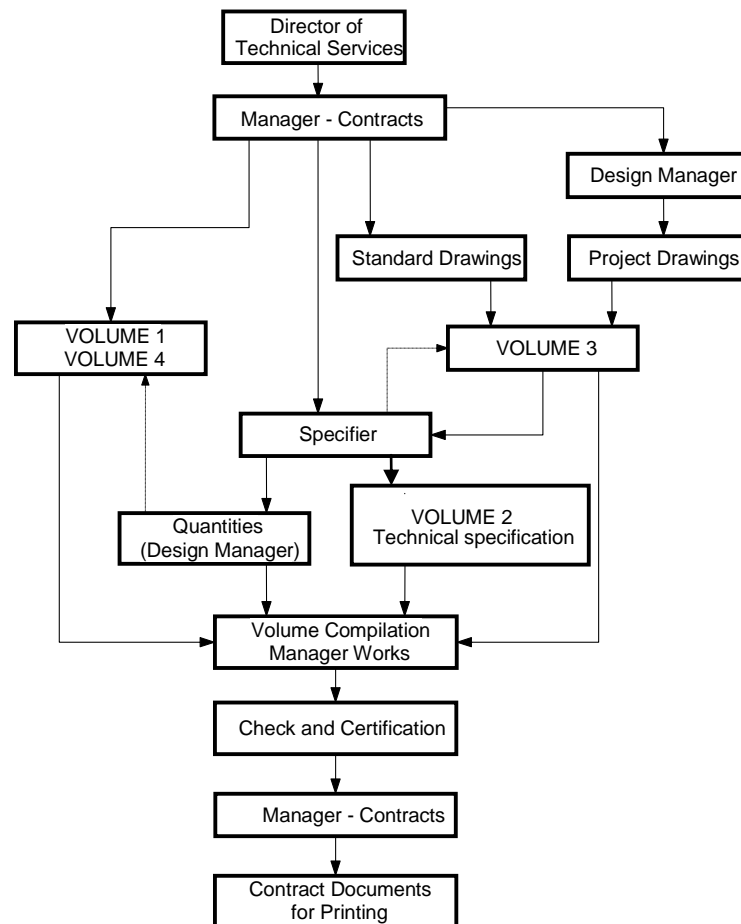 Director of
Technical Services
Manager - Contracts
Design Manager
Standard Drawings
Project Drawings
VOLUME 1
VOLUME 4
VOLUME 3
Specifier
Quantities
(Design Manager)
VOLUME 2
Technical specification
Volume Compilation
Manager Works
Check and Certification
Manager - Contracts
Contract Documents
for Printing